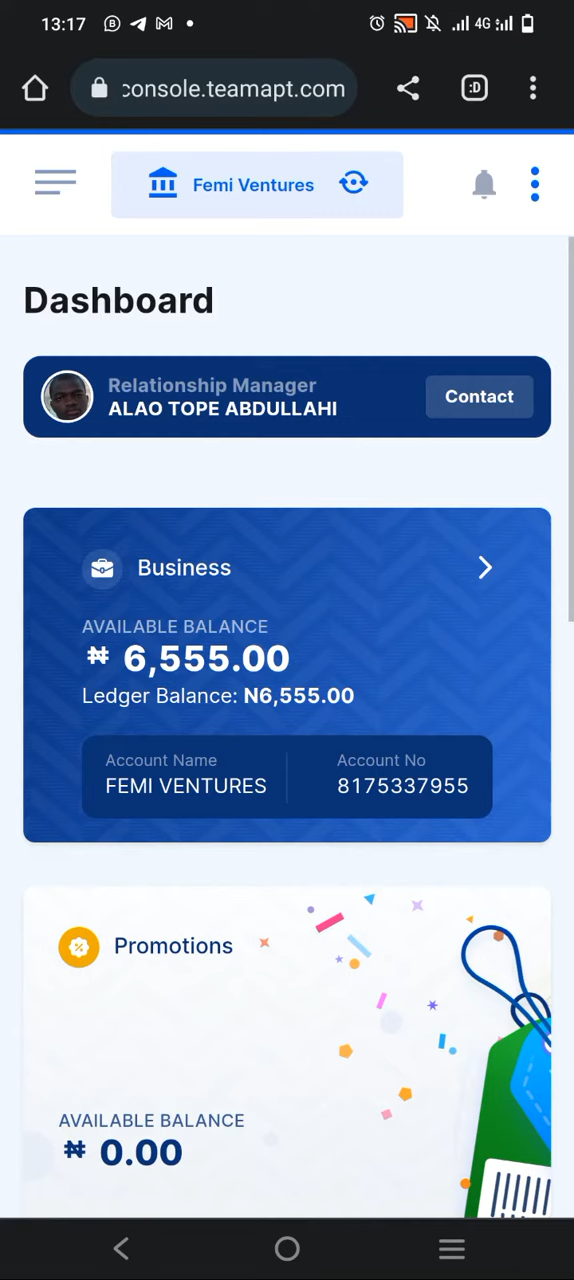 13:17
4G
:D
console.teamapt.com
Femi Ventures
Dashboard
Relationship Manager
ALAO TOPE ABDULLAHI
Contact
Business
AVAILABLE BALANCE
₦ 6,555.00
Ledger Balance: N6,555.00
Account Name
FEMI VENTURES
Account No
8175337955
Promotions
AVAILABLE BALANCE
₦ 0.00